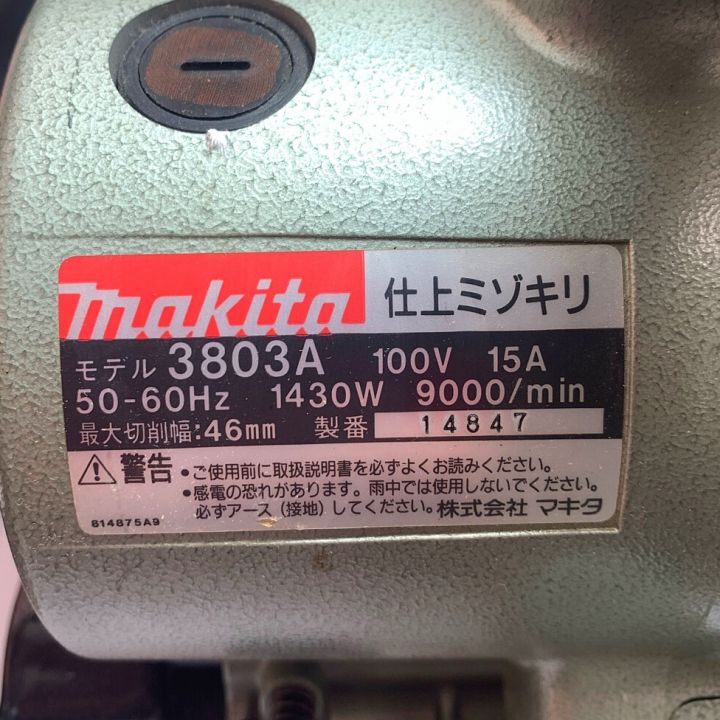 makita 仕上ミゾキリ
モデル 3803A 100V 15A
50-60Hz 1430W 9000/min
最大切削幅:46mm 製番 14847
⚠警告 •ご使用前に取扱説明書を必ずよくお読みください。
•感電の恐れがあります。雨中では使用しないでください。
必ずアース(接地)してください。株式会社 マキタ
814875A9